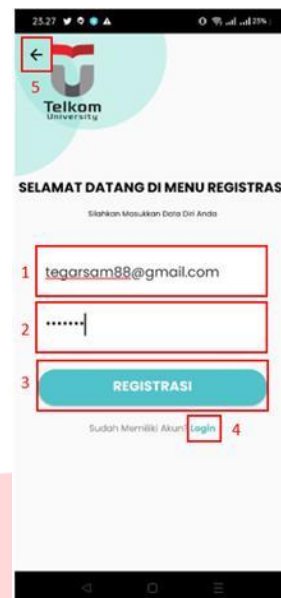 23.27
25%
5
Telkom
University
SELAMAT DATANG DI MENU REGISTRAS
Silahkan Masukkan Data Diri Anda
1 tegarsam88@gmail.com
2 •••••••
3 REGISTRASI
Sudah Memiliki Akun? Login 4